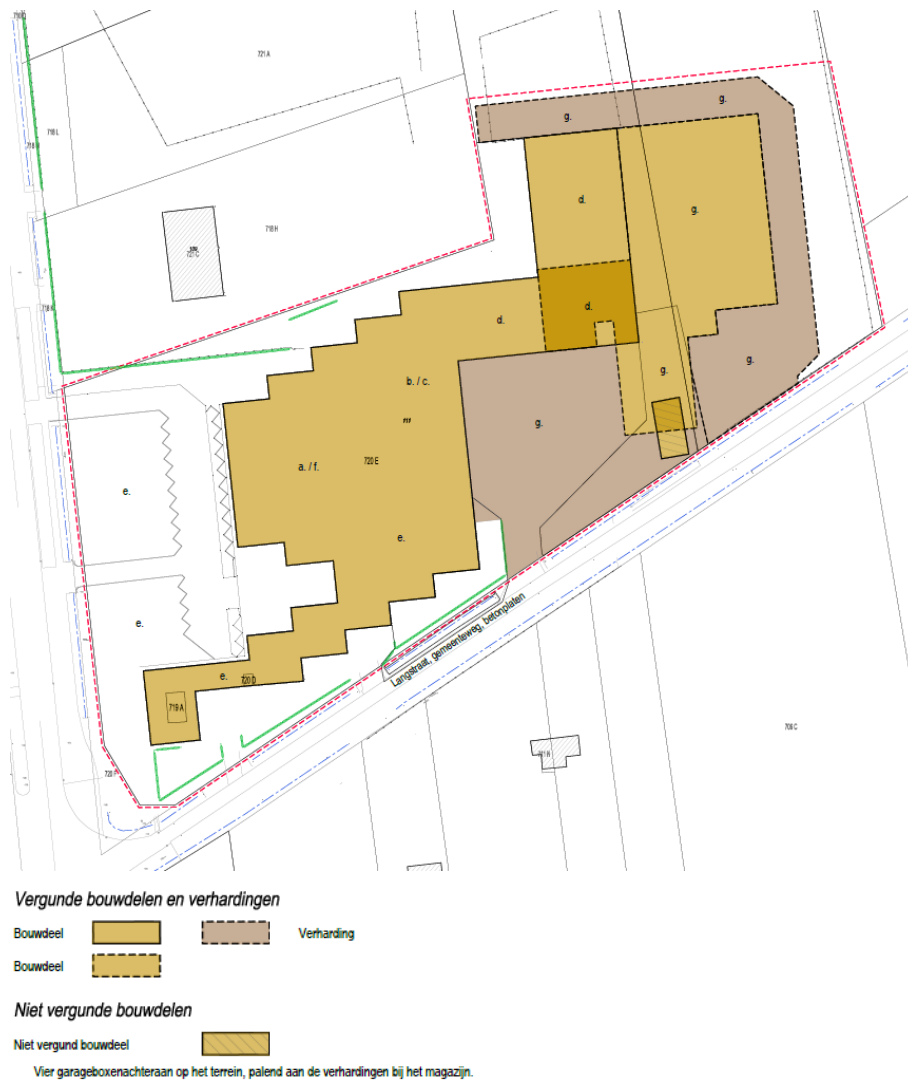 721 A
718 L
718 H
727 C
g.
g.
d.
g.
d.
d.
b. / c.
g.
g.
g.
a. / f.
720 E
e.
e.
e.
e.
720 D
719 A
Langstraat, gemeenteweg, betonplaten
708 C
Vergunde bouwdelen en verhardingen
Bouwdeel
Verharding
Bouwdeel
Niet vergunde bouwdelen
Niet vergund bouwdeel
Vier garageboxenachteraan op het terrein, palend aan de verhardingen bij het magazijn.